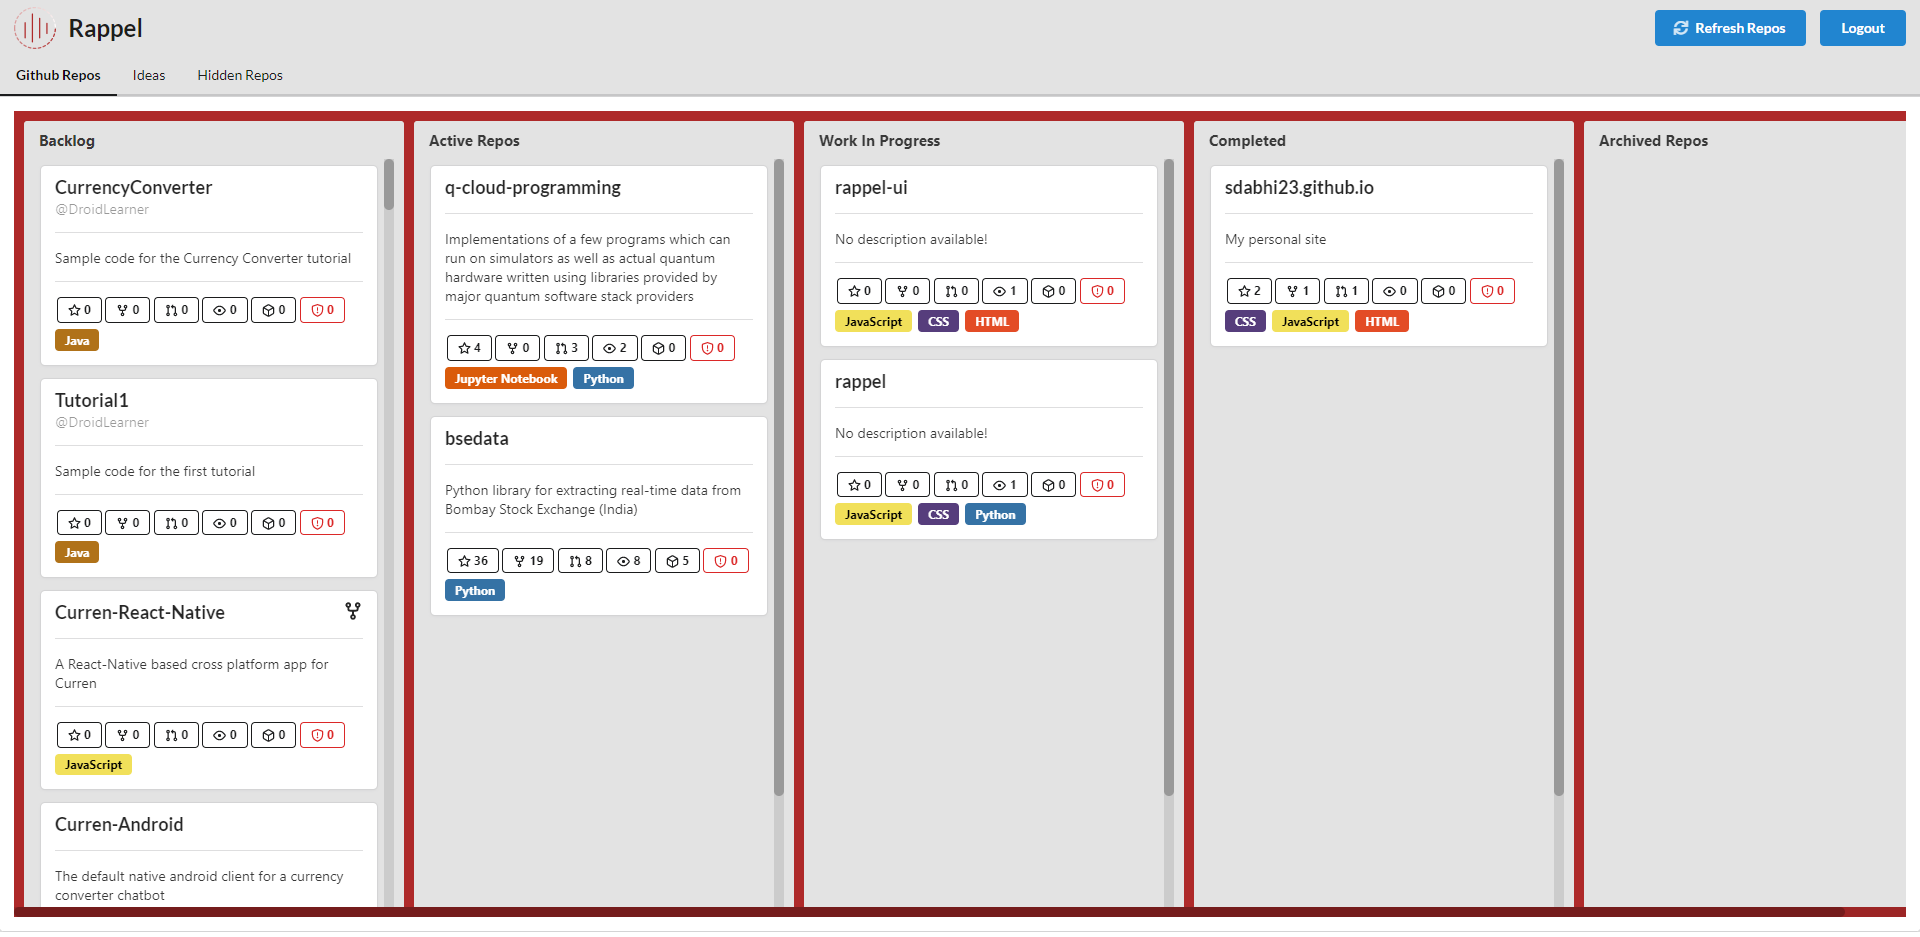 Rappel
Refresh Repos
Logout
Github Repos
Ideas
Hidden Repos
Backlog
CurrencyConverter
@DroidLearner
Sample code for the Currency Converter tutorial
0 0 0 0 0 0
Java
Tutorial1
@DroidLearner
Sample code for the first tutorial
0 0 0 0 0 0
Java
Curren-React-Native
A React-Native based cross platform app for
Curren
0 0 0 0 0 0
JavaScript
Curren-Android
The default native android client for a currency
converter chatbot
Active Repos
q-cloud-programming
Implementations of a few programs which can
run on simulators as well as actual quantum
hardware written using libraries provided by
major quantum software stack providers
4 0 3 2 0 0
Jupyter Notebook Python
bsedata
Python library for extracting real-time data from
Bombay Stock Exchange (India)
36 19 8 8 5 0
Python
Work In Progress
rappel-ui
No description available!
0 0 0 1 0 0
JavaScript CSS HTML
rappel
No description available!
0 0 0 1 0 0
JavaScript CSS Python
Completed
sdabhi23.github.io
My personal site
2 1 1 0 0 0
CSS JavaScript HTML
Archived Repos